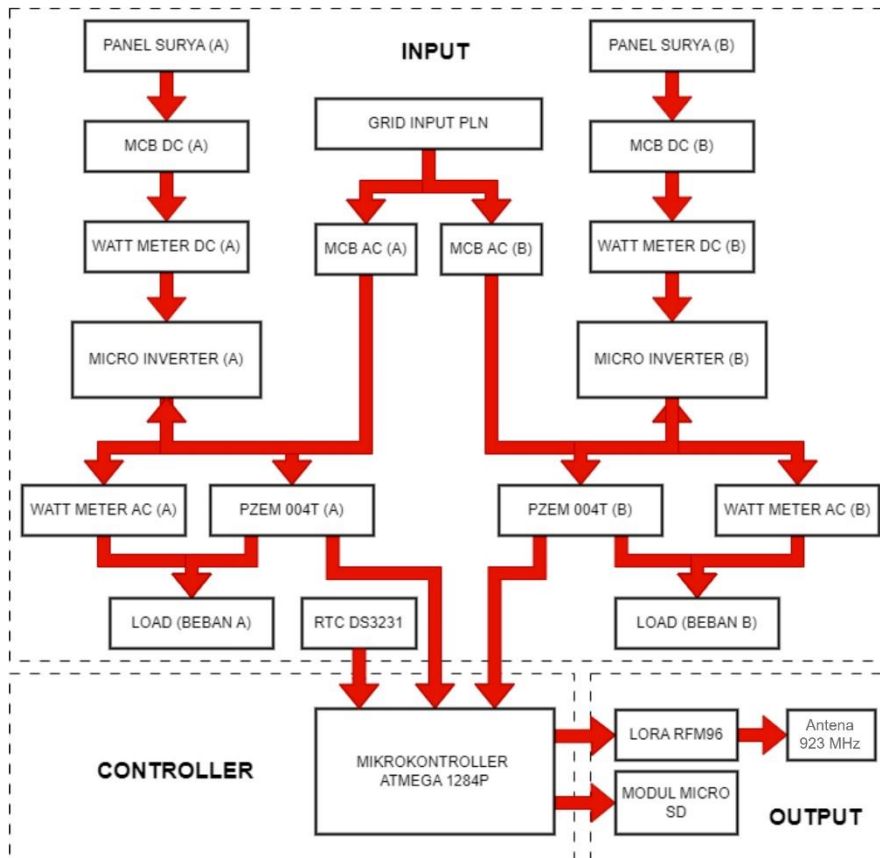 PANEL SURYA (A)
INPUT
PANEL SURYA (B)
GRID INPUT PLN
MCB DC (A)
MCB DC (B)
WATT METER DC (A)
MCB AC (A)
MCB AC (B)
WATT METER DC (B)
MICRO INVERTER (A)
MICRO INVERTER (B)
WATT METER AC (A)
PZEM 004T (A)
PZEM 004T (B)
WATT METER AC (B)
LOAD (BEBAN A)
RTC DS3231
LOAD (BEBAN B)
CONTROLLER
MIKROKONTROLLER
ATMEGA 1284P
LORA RFM96
Antena
923 MHz
MODUL MICRO
SD
OUTPUT